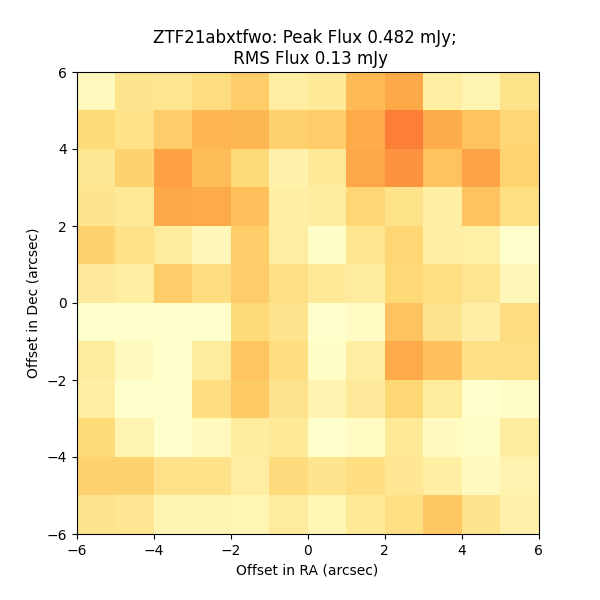 ZTF21abxtfwo: Peak Flux 0.482 mJy;
RMS Flux 0.13 mJy
6
4
2
0
−2
−4
−6
Offset in Dec (arcsec)
−6 −4 −2 0 2 4 6
Offset in RA (arcsec)